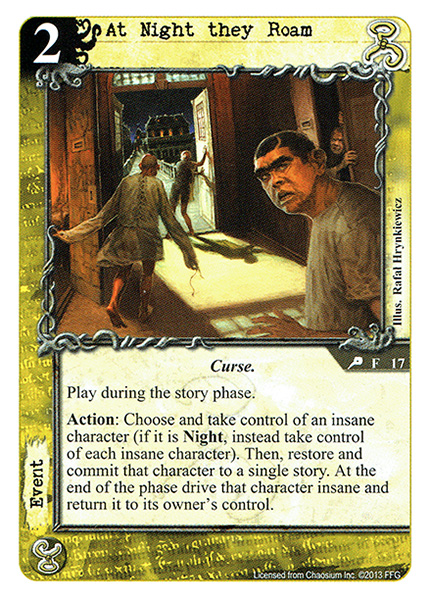 2
At Night they Roam
Illus. Rafał Hrynkiewicz
F 17
Curse.
Play during the story phase.
Action: Choose and take control of an insane
character (if it is Night, instead take control
of each insane character). Then, restore and
commit that character to a single story. At the
end of the phase drive that character insane and
return it to its owner's control.
Event
Licensed from Chaosium Inc. ©2013 FFG